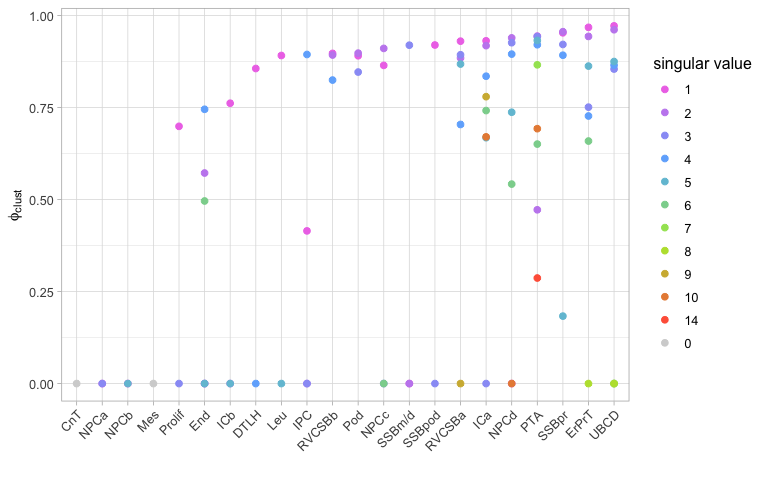 1.00
0.75
0.50
0.25
0.00
ϕclust
CnT
NPCa
NPCb
Mes
Prolif
End
ICb
DTLH
Leu
IPC
RVCSBb
Pod
NPCc
SSBm/d
SSBpod
RVCSBa
ICa
NPCd
PTA
SSBpr
ErPrT
UBCD
singular value
1
2
3
4
5
6
7
8
9
10
14
0